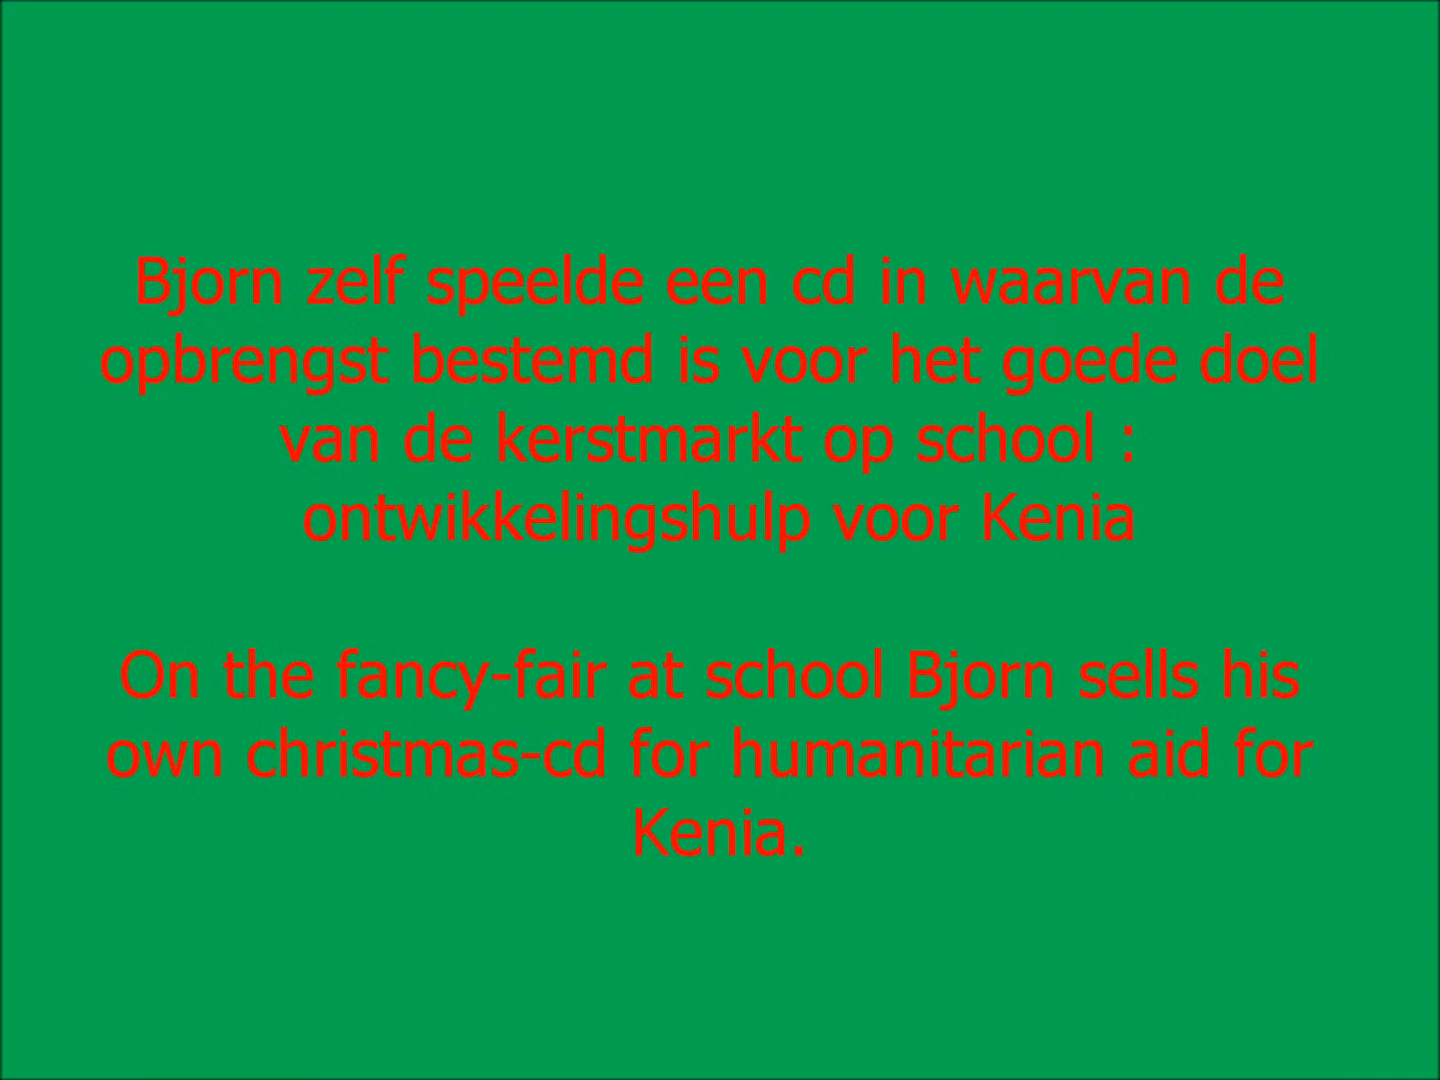 Bjorn zelf speelde een cd in waarvan de
opbrengst bestemd is voor het goede doel
van de kerstmarkt op school :
ontwikkelingshulp voor Kenia
On the fancy-fair at school Bjorn sells his
own christmas-cd for humanitarian aid for
Kenia.